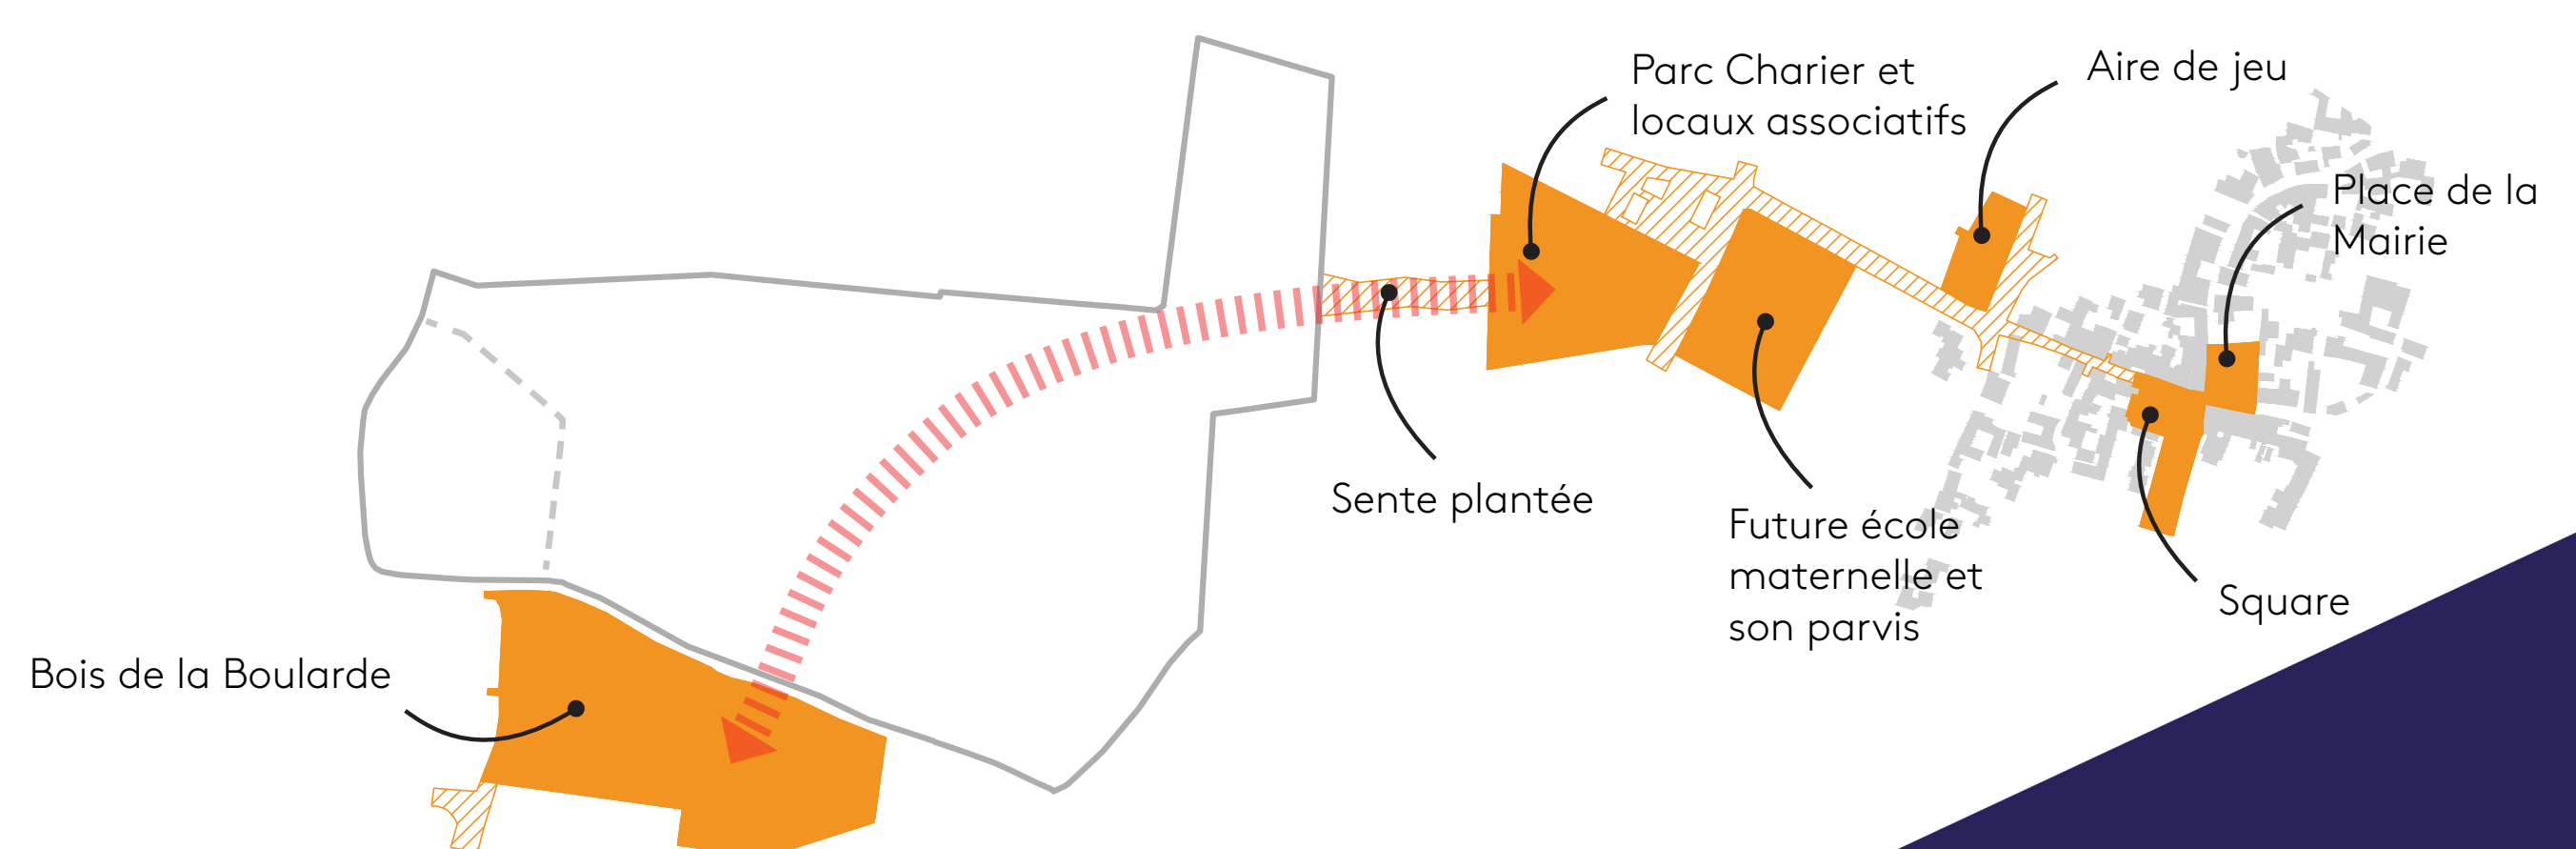 Parc Charier et
locaux associatifs
Aire de jeu
Place de la
Mairie
Sente plantée
Future école
maternelle et
son parvis
Square
Bois de la Boularde